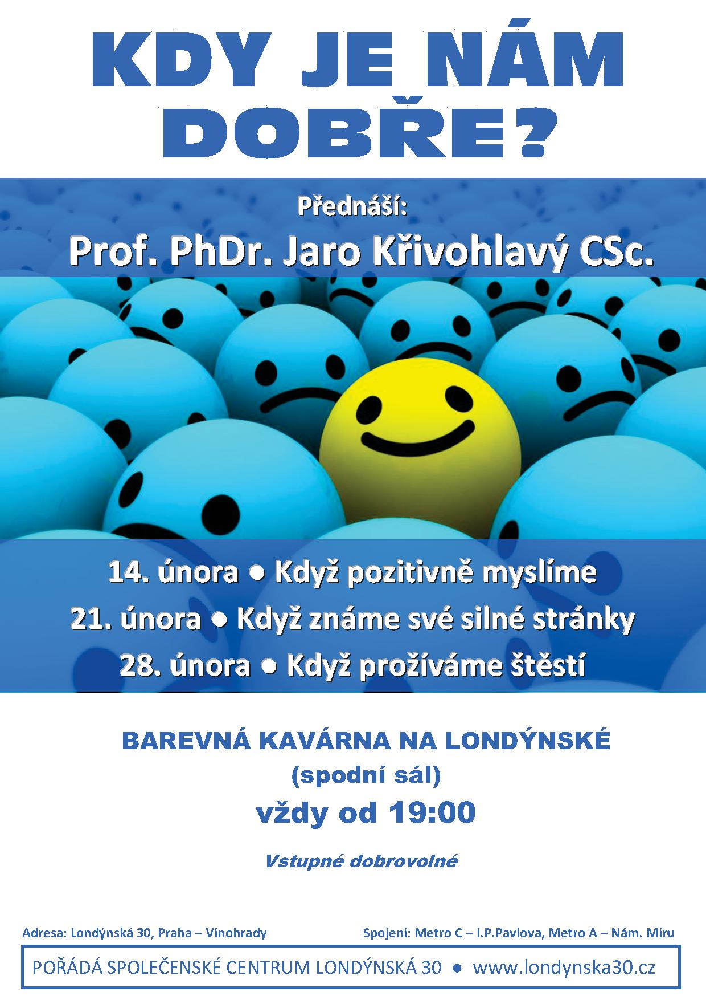 KDY JE NÁM
DOBŘE?
Přednáší:
Prof. PhDr. Jaro Křivohlavý CSc.
14. února ● Když pozitivně myslíme
21. února ● Když známe své silné stránky
28. února ● Když prožíváme štěstí
BAREVNÁ KAVÁRNA NA LONDÝNSKÉ
(spodní sál)
vždy od 19:00
Vstupné dobrovolné
Adresa: Londýnská 30, Praha – Vinohrady
Spojení: Metro C – I.P.Pavlova, Metro A – Nám. Míru
POŘÁDÁ SPOLEČENSKÉ CENTRUM LONDÝNSKÁ 30 ● www.londynska30.cz